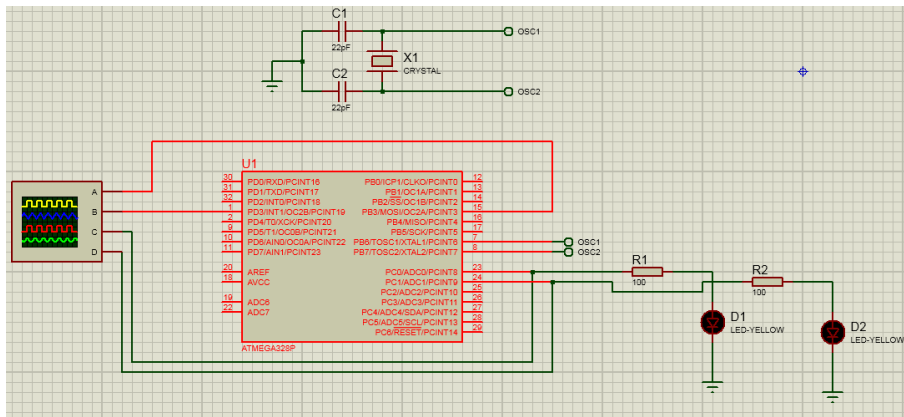 C1
22pF
OSC1
X1
CRYSTAL
C2
22pF
OSC2
U1
A
B
C
D
30 PD0/RXD/PCINT16 PB0/ICP1/CLKO/PCINT0 12
31 PD1/TXD/PCINT17 PB1/OC1A/PCINT1 13
32 PD2/INT0/PCINT18 PB2/SS/OC1B/PCINT2 14
1 PD3/INT1/OC2B/PCINT19 PB3/MOSI/OC2A/PCINT3 15
2 PD4/T0/XCK/PCINT20 PB4/MISO/PCINT4 16
9 PD5/T1/OC0B/PCINT21 PB5/SCK/PCINT5 17
10 PD6/AIN0/OC0A/PCINT22 PB6/TOSC1/XTAL1/PCINT6 7 OSC1
11 PD7/AIN1/PCINT23 PB7/TOSC2/XTAL2/PCINT7 8 OSC2
20 AREF PC0/ADC0/PCINT8 23
18 AVCC PC1/ADC1/PCINT9 24
PC2/ADC2/PCINT10 25
19 ADC6 PC3/ADC3/PCINT11 26
22 ADC7 PC4/ADC4/SDA/PCINT12 27
PC5/ADC5/SCL/PCINT13 28
PC6/RESET/PCINT14 29
ATMEGA328P
R1
100
R2
100
D1
LED-YELLOW
D2
LED-YELLOW